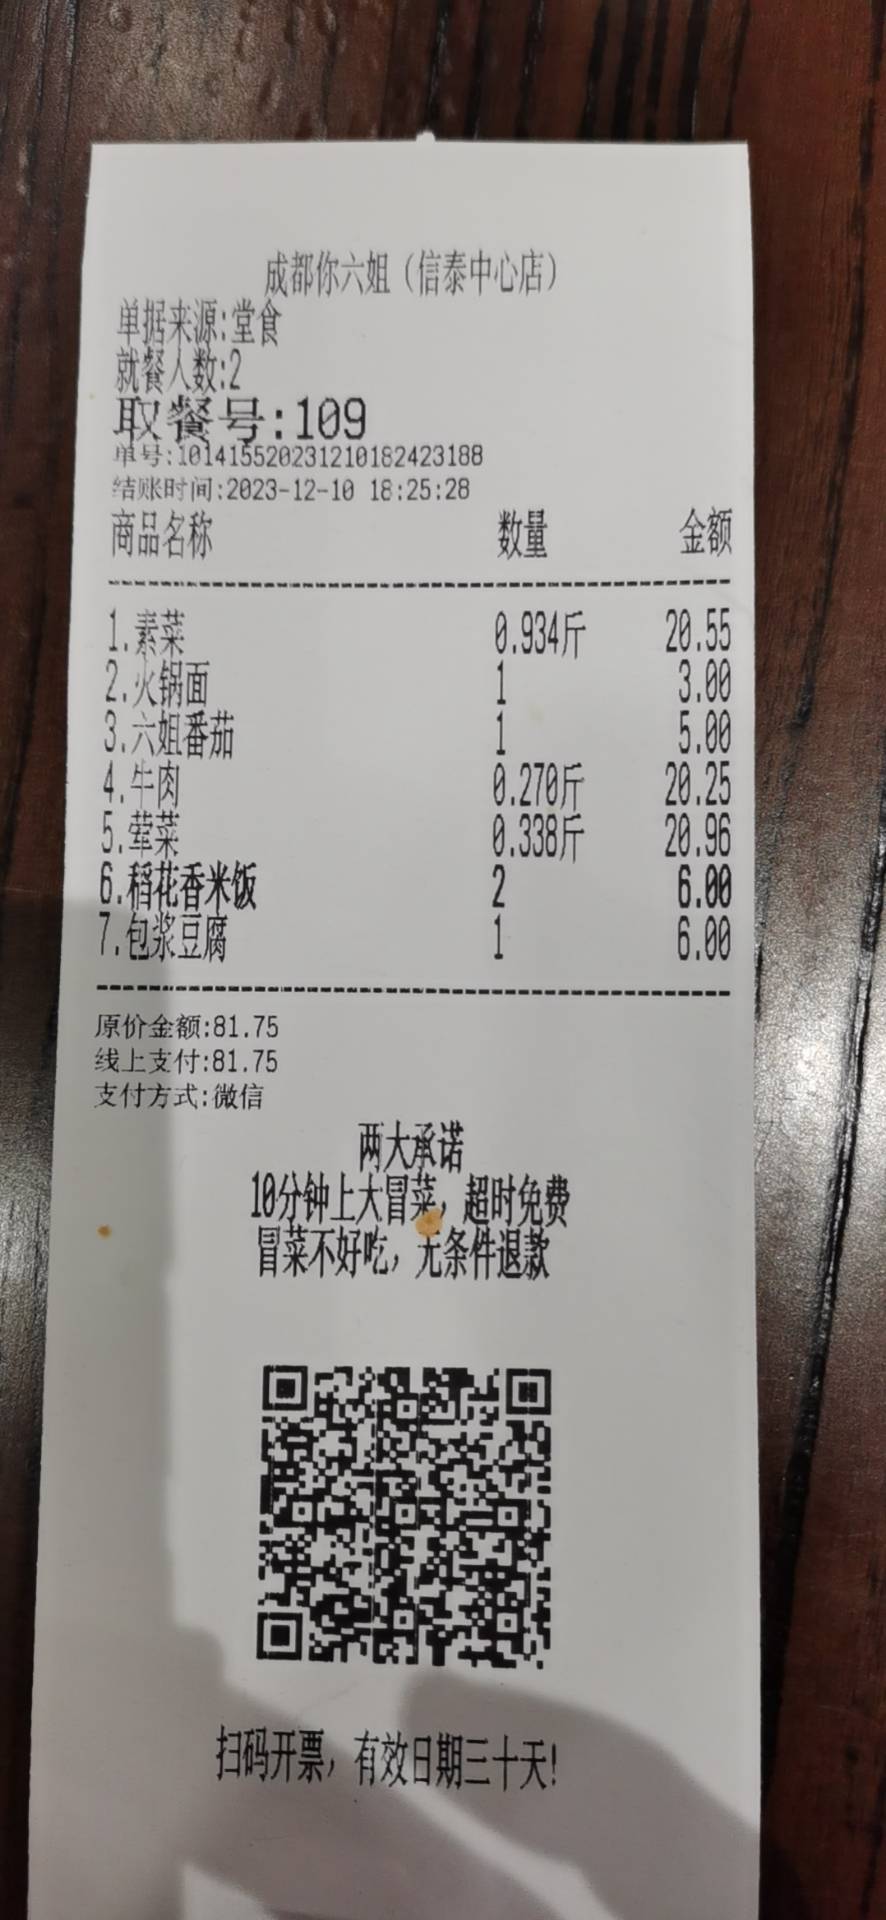 成都你六姐（信泰中心店）
单据来源:堂食
就餐人数:2
取餐号:109
单号:101415520231210182423188
结账时间:2023-12-10 18:25:28
商品名称 数量 金额
1.素菜 0.934斤 20.55
2.火锅面 1 3.00
3.六姐番茄 1 5.00
4.牛肉 0.270斤 20.25
5.荤菜 0.338斤 20.96
6.稻花香米饭 2 6.00
7.包浆豆腐 1 6.00
原价金额:81.75
线上支付:81.75
支付方式:微信
两大承诺
10分钟上大冒菜，超时免费
冒菜不好吃，无条件退款
扫码开票，有效日期三十天!